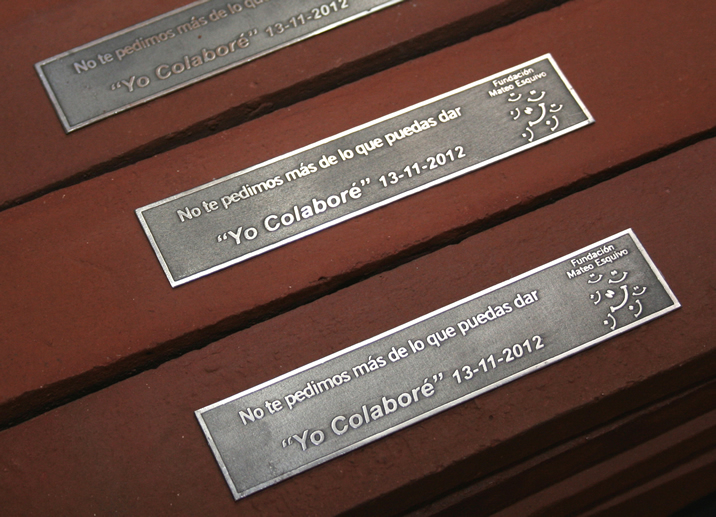 No te pedimos más de lo que
“Yo Colaboré” 13-11-2012
Fundación
Mateo Esquivo
No te pedimos más de lo que puedas dar
“Yo Colaboré” 13-11-2012
Fundación
Mateo Esquivo
No te pedimos más de lo que puedas dar
“Yo Colaboré” 13-11-2012